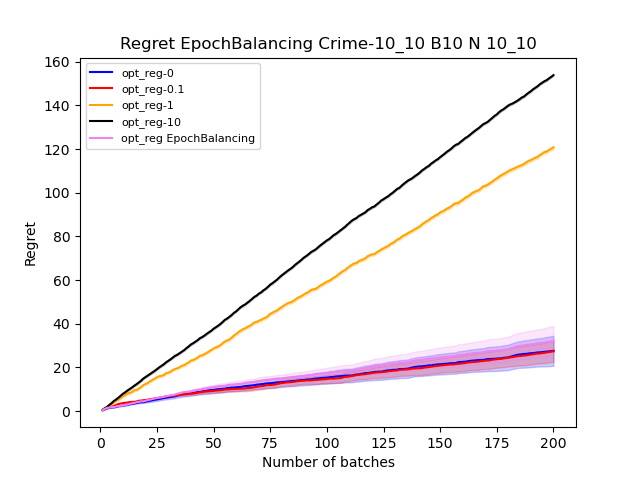 Regret EpochBalancing Crime-10_10 B10 N 10_10
opt_reg-0
opt_reg-0.1
opt_reg-1
opt_reg-10
opt_reg EpochBalancing
Regret
160
140
120
100
80
60
40
20
0
0 25 50 75 100 125 150 175 200
Number of batches